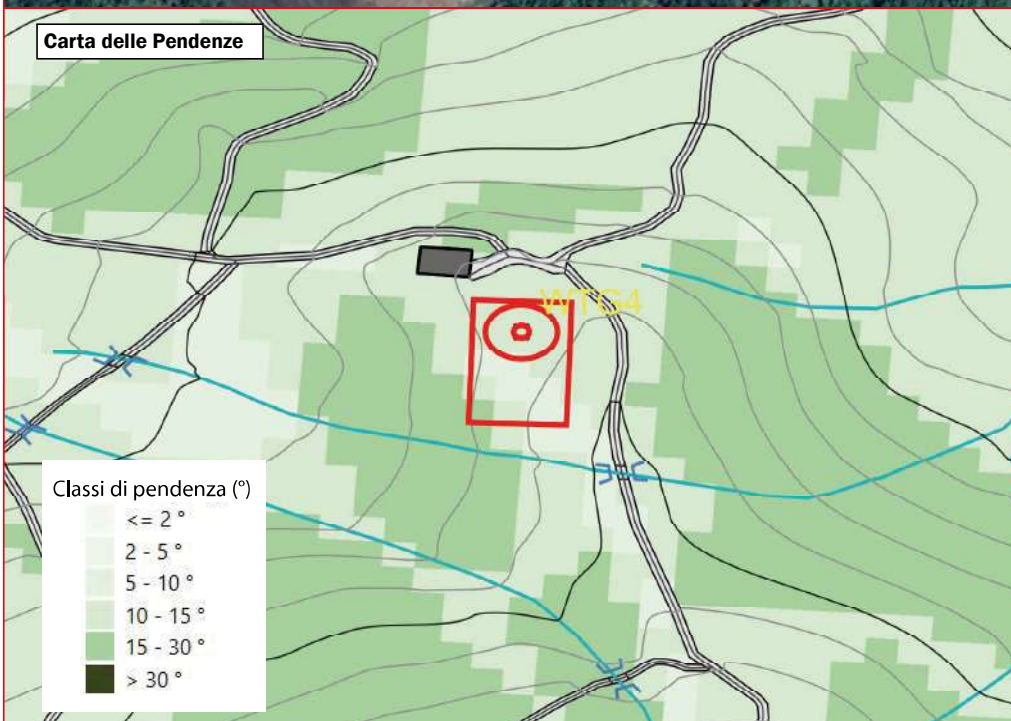 Carta delle Pendenze
WTG4
Classi di pendenza (°)
<= 2 °
2 - 5 °
5 - 10 °
10 - 15 °
15 - 30 °
> 30 °